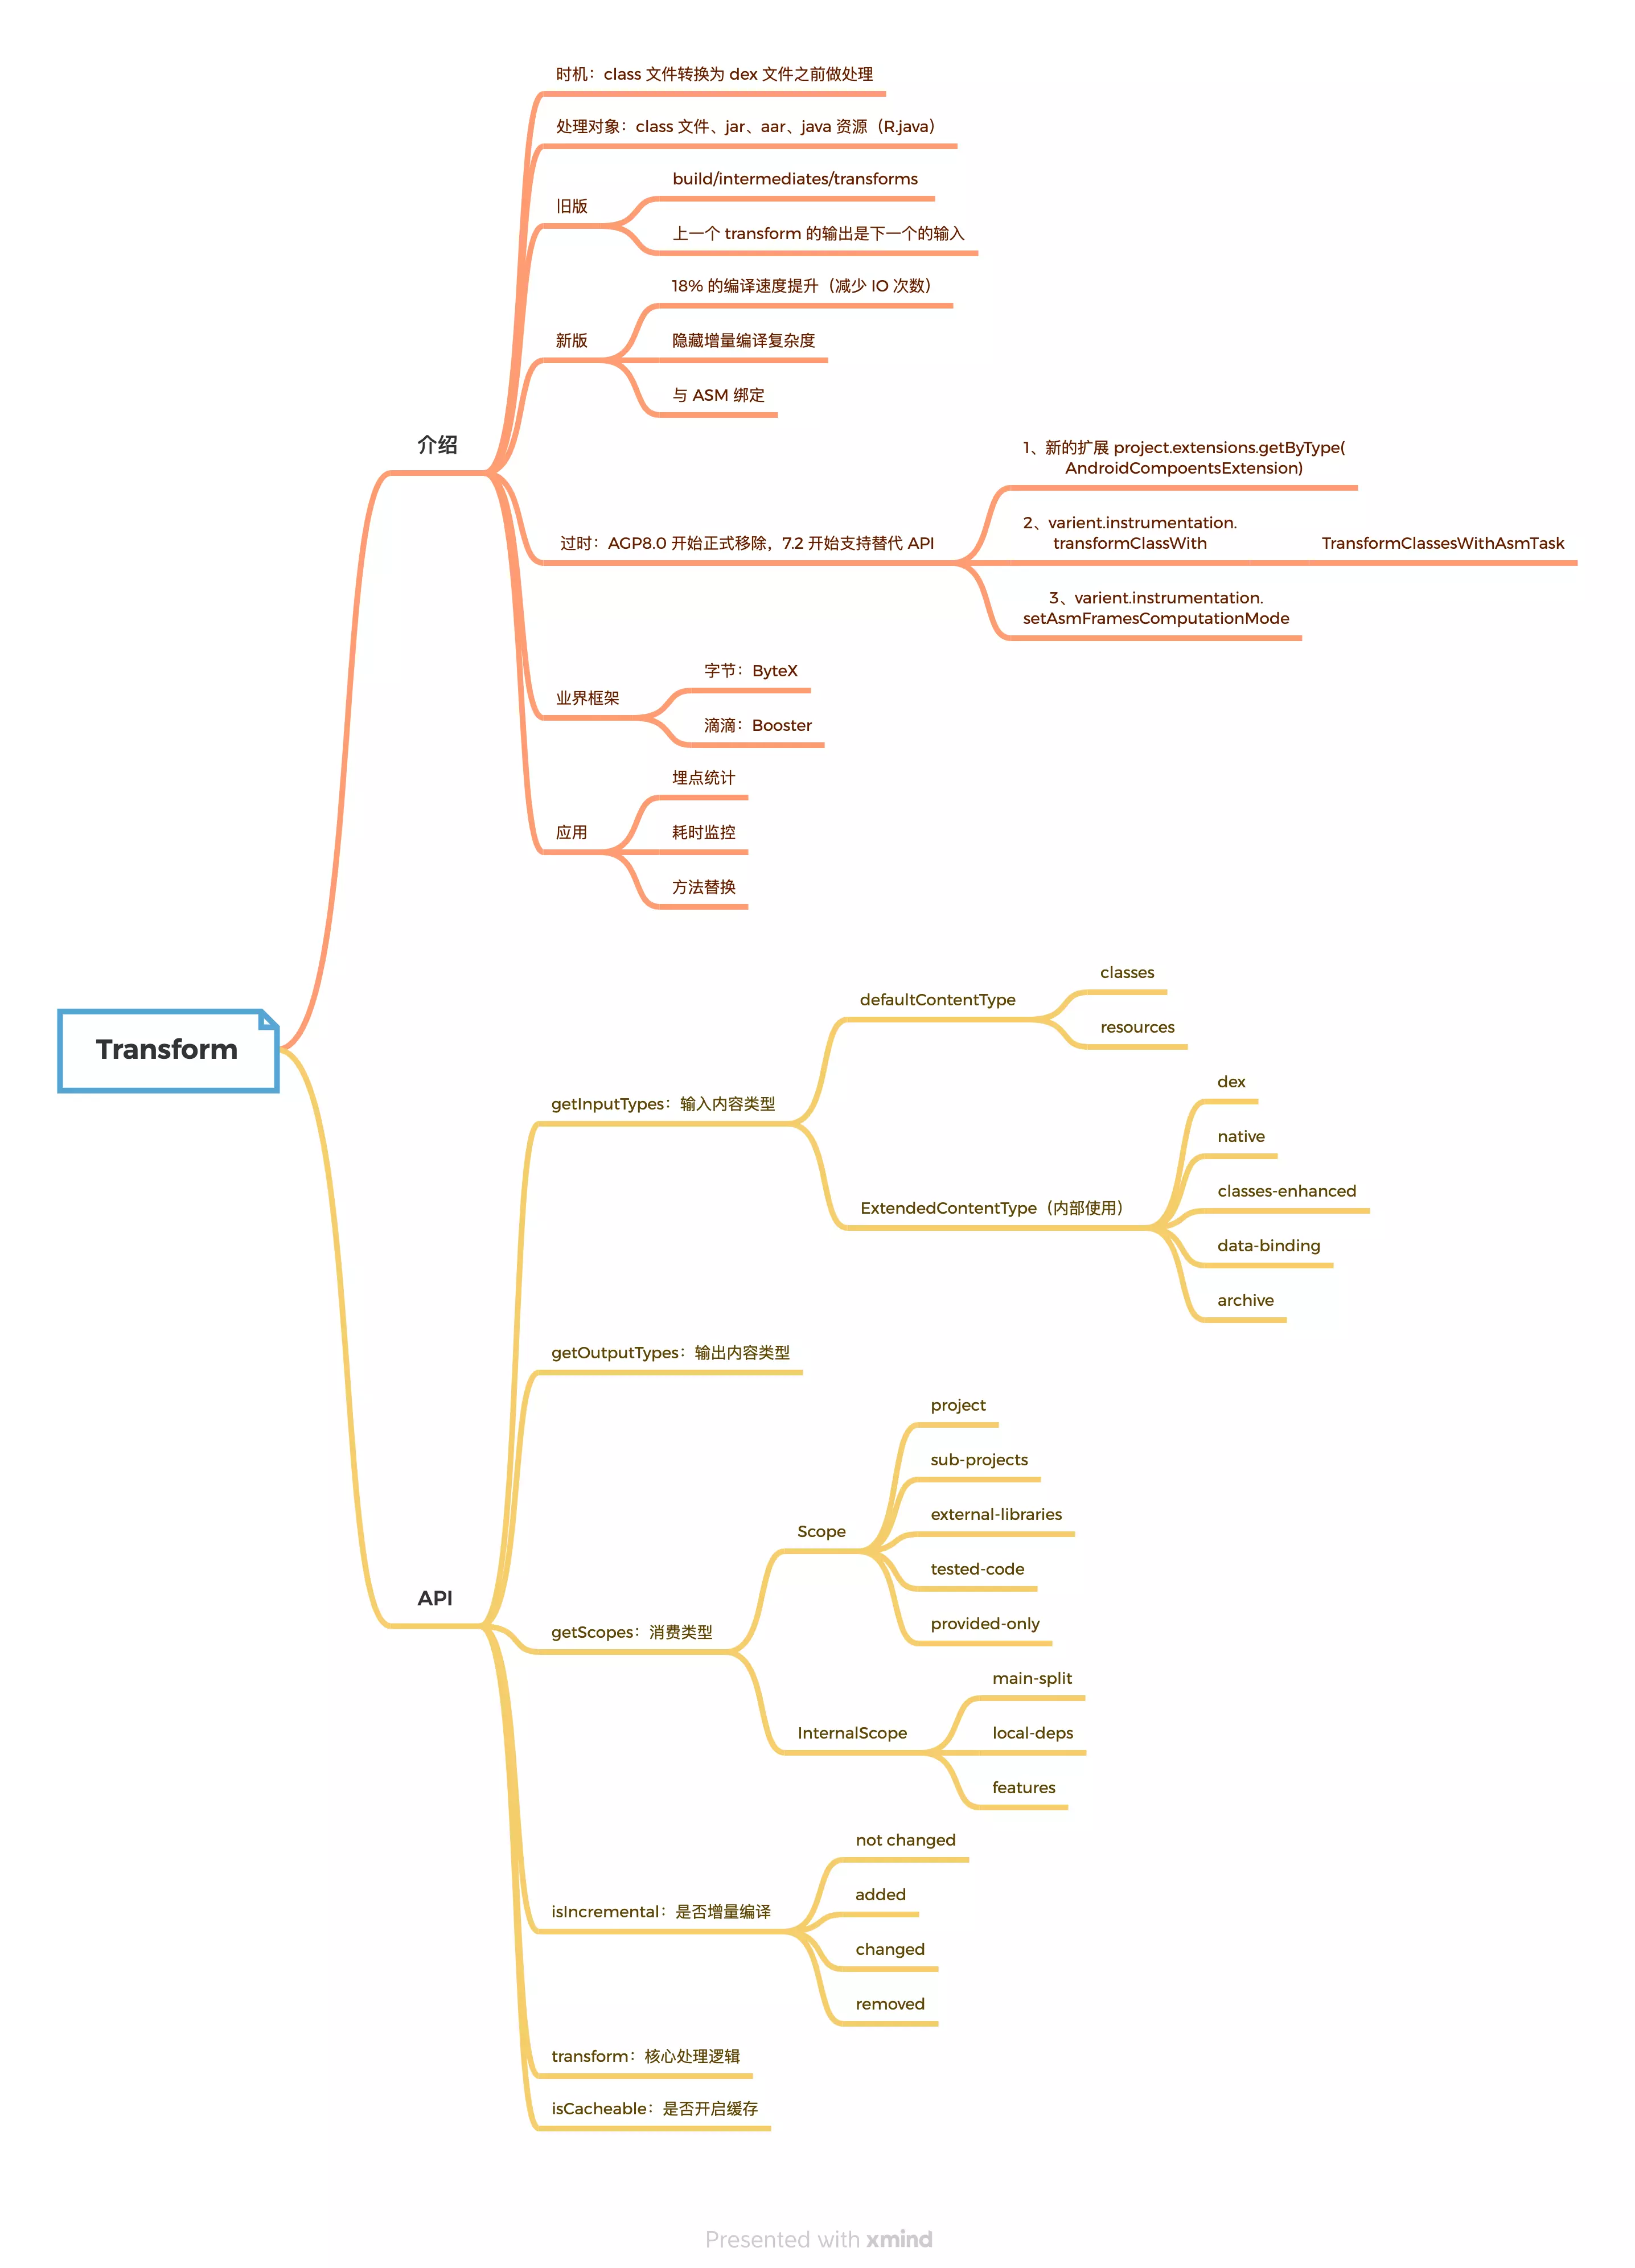 Transform
介绍
时机：class 文件转换为 dex 文件之前做处理
处理对象：class 文件、jar、aar、java 资源（R.java）
旧版
build/intermediates/transforms
上一个 transform 的输出是下一个的输入
新版
18% 的编译速度提升（减少 IO 次数）
隐藏增量编译复杂度
与 ASM 绑定
过时：AGP8.0 开始正式移除，7.2 开始支持替代 API
1、新的扩展 project.extensions.getByType(
AndroidCompoentsExtension)
2、varient.instrumentation.
transformClassWith
TransformClassesWithAsmTask
3、varient.instrumentation.
setAsmFramesComputationMode
业界框架
字节：ByteX
滴滴：Booster
应用
埋点统计
耗时监控
方法替换
API
getInputTypes：输入内容类型
defaultContentType
classes
resources
ExtendedContentType（内部使用）
dex
native
classes-enhanced
data-binding
archive
getOutputTypes：输出内容类型
getScopes：消费类型
Scope
project
sub-projects
external-libraries
tested-code
provided-only
InternalScope
main-split
local-deps
features
isIncremental：是否增量编译
not changed
added
changed
removed
transform：核心处理逻辑
isCacheable：是否开启缓存
Presented with xmind